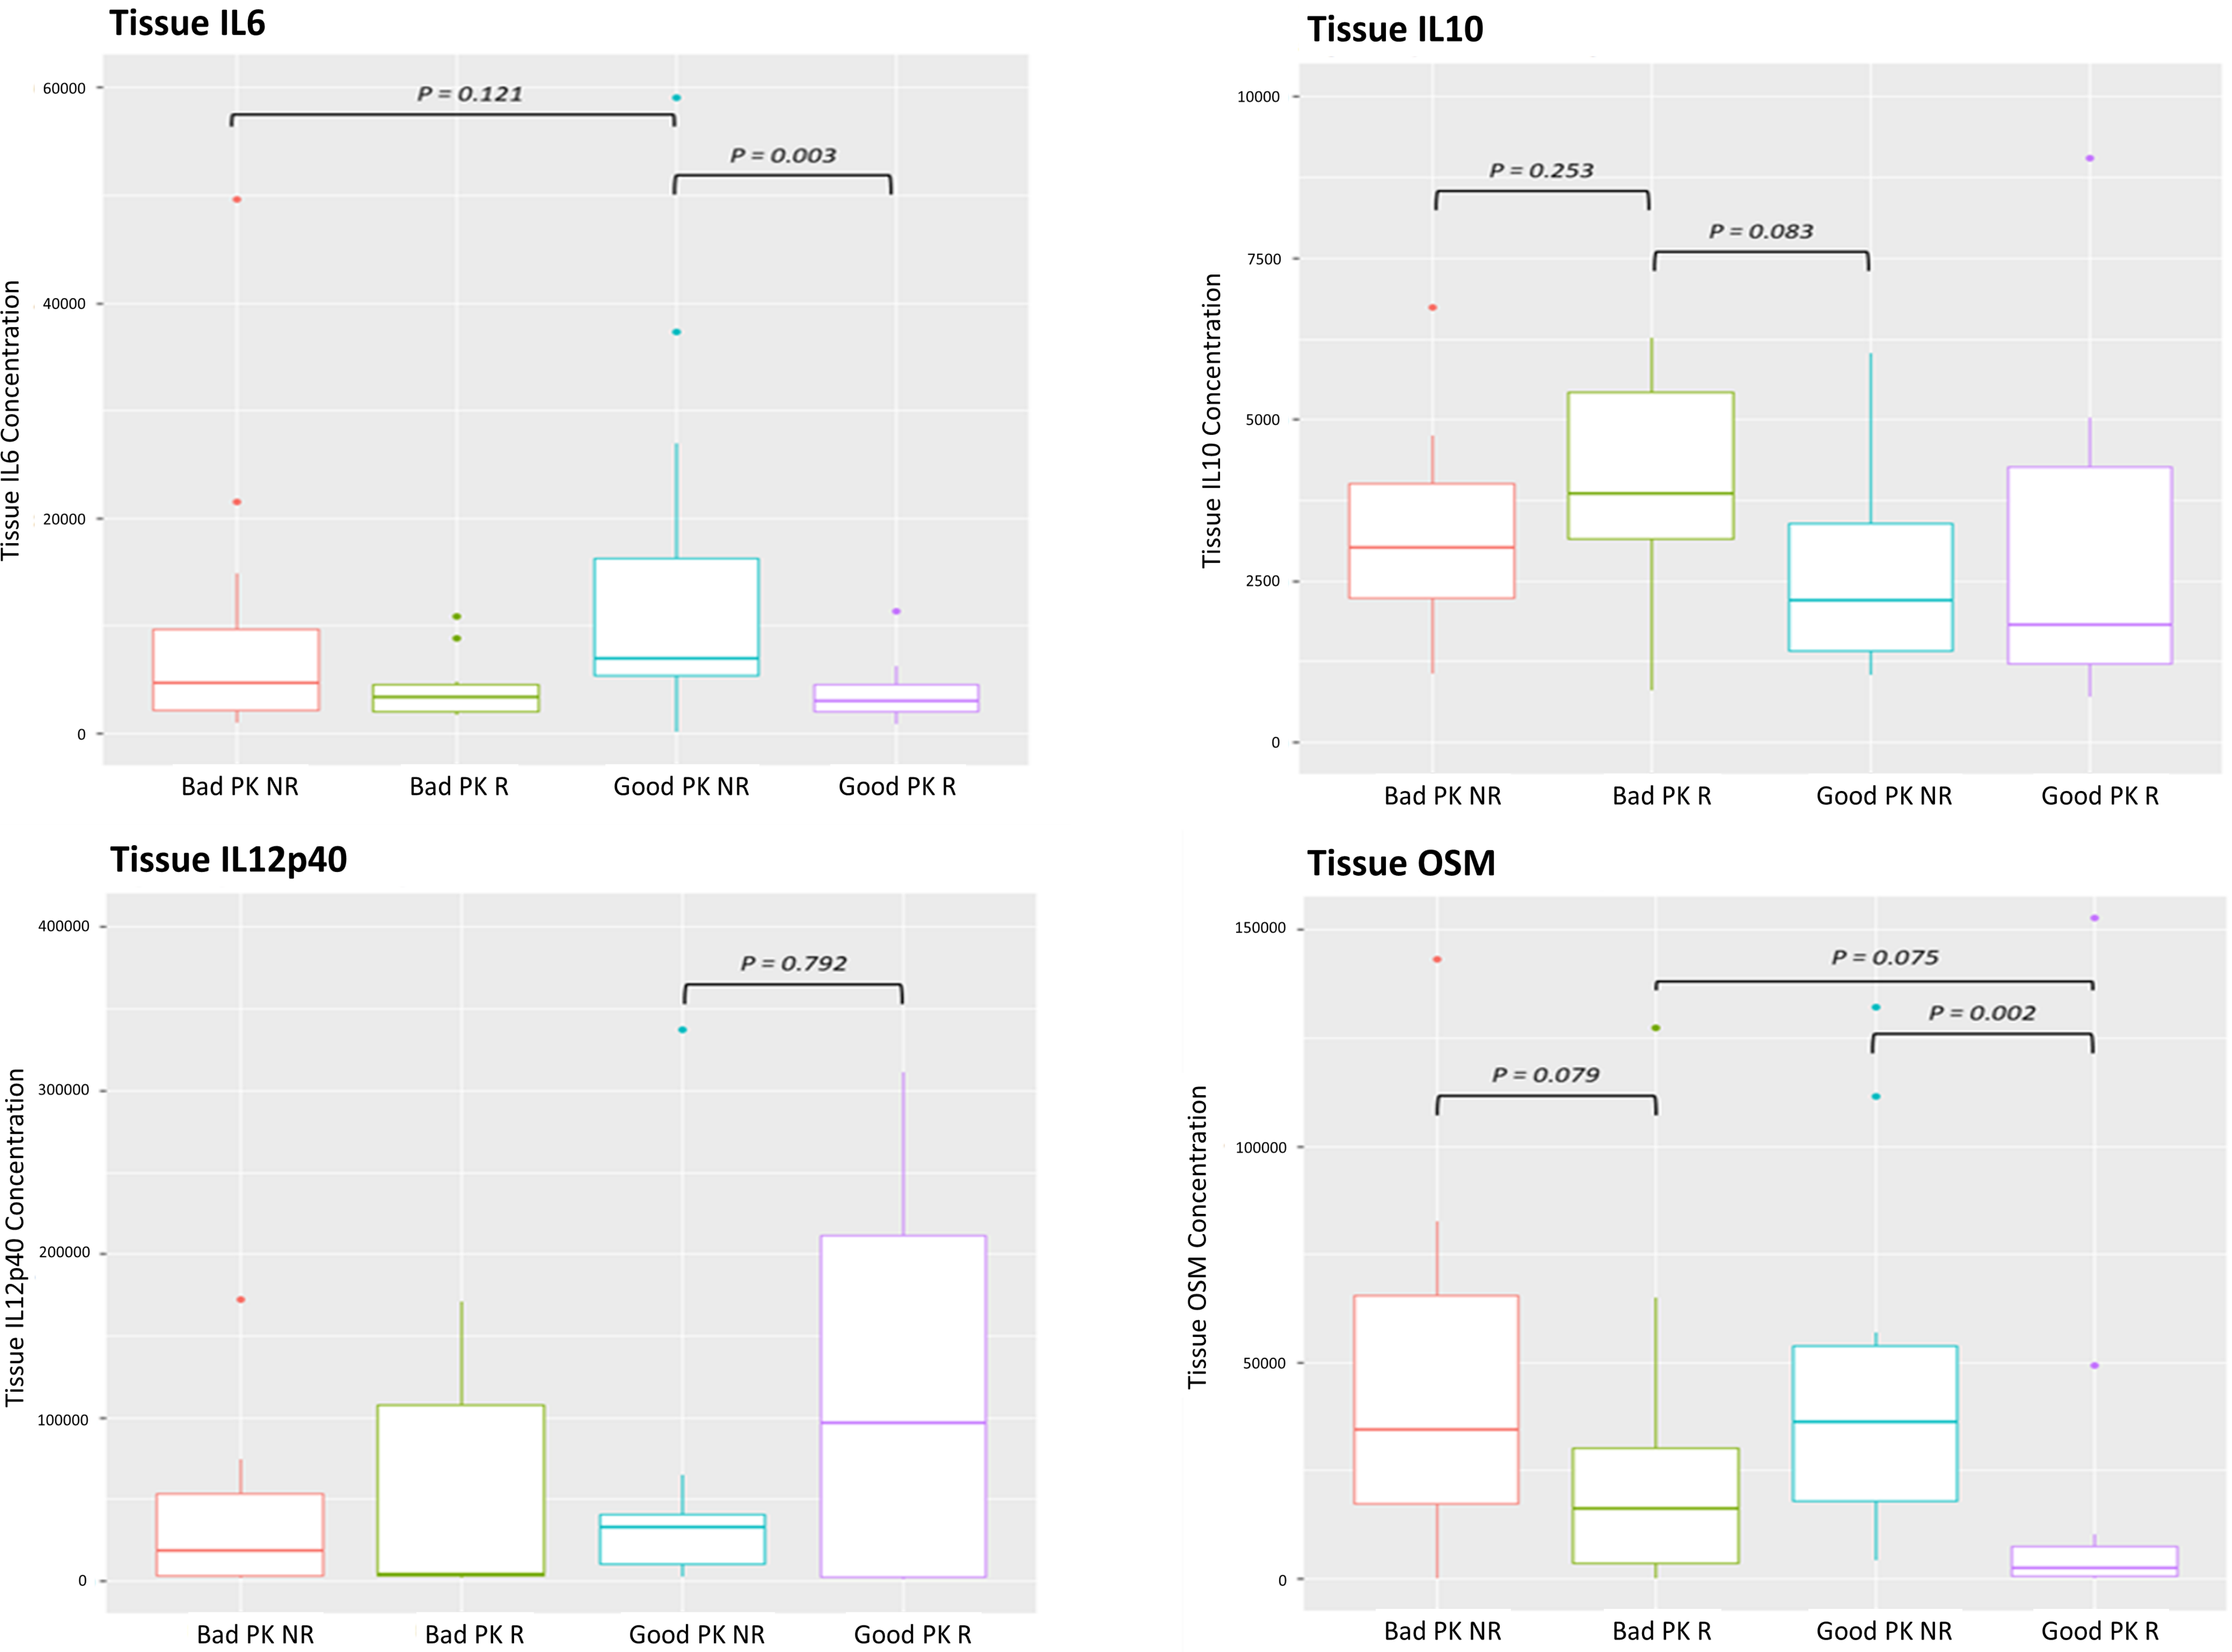 Tissue IL6
Tissue IL6 Concentration
60000
40000
20000
0
P = 0.121
P = 0.003
Bad PK NR
Bad PK R
Good PK NR
Good PK R
Tissue IL10
Tissue IL10 Concentration
10000
7500
5000
2500
0
P = 0.253
P = 0.083
Bad PK NR
Bad PK R
Good PK NR
Good PK R
Tissue IL12p40
Tissue IL12p40 Concentration
400000
300000
200000
100000
0
P = 0.792
Bad PK NR
Bad PK R
Good PK NR
Good PK R
Tissue OSM
Tissue OSM Concentration
150000
100000
50000
0
P = 0.075
P = 0.002
P = 0.079
Bad PK NR
Bad PK R
Good PK NR
Good PK R